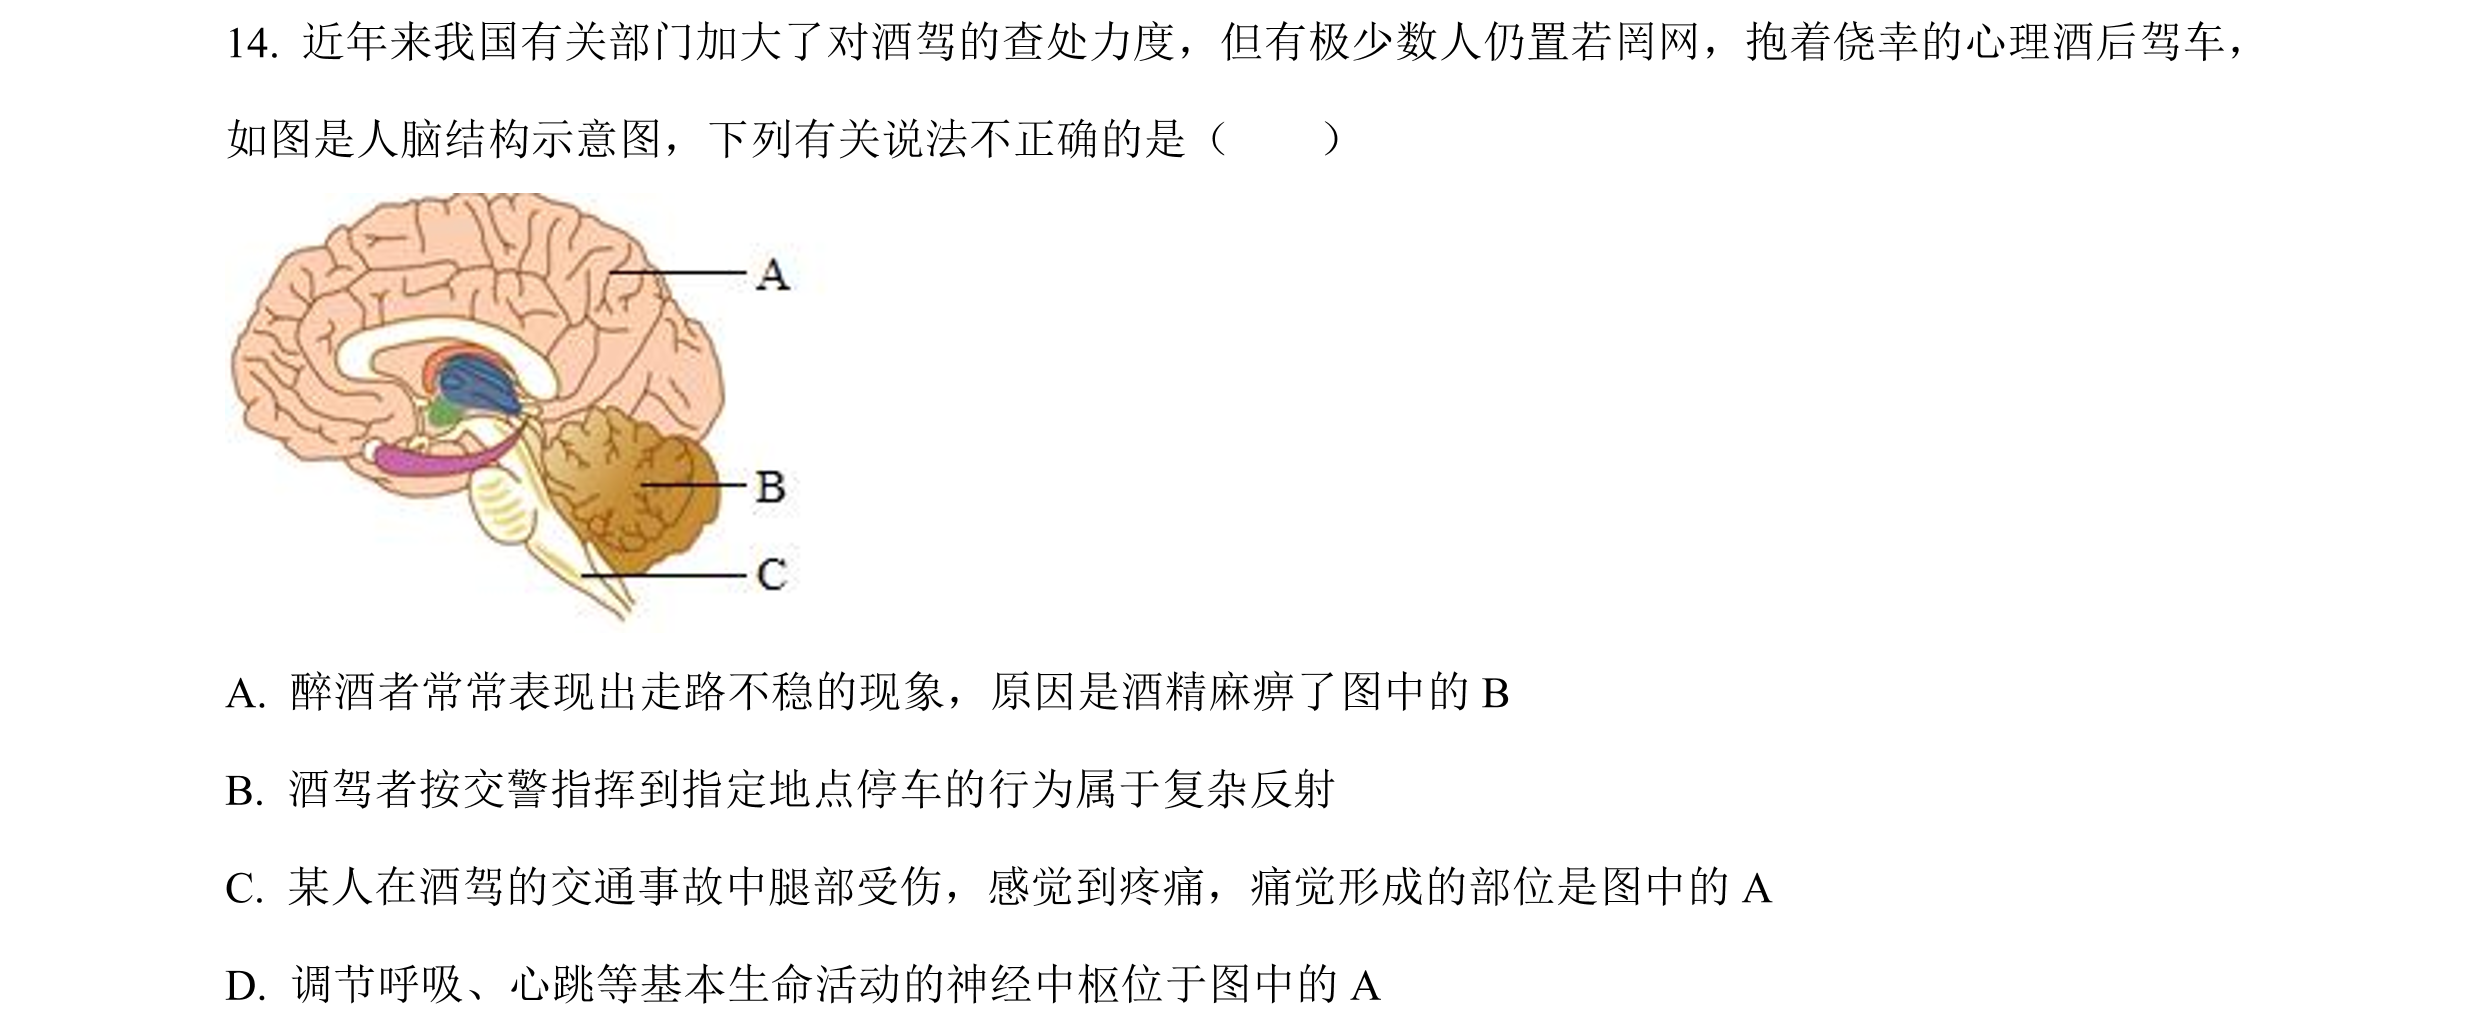 14. 近年来我国有关部门加大了对酒驾的查处力度，但有极少数人仍置若罔网，抱着侥幸的心理酒后驾车，
如图是人脑结构示意图，下列有关说法不正确的是（　　）
A
B
C
A. 醉酒者常常表现出走路不稳的现象，原因是酒精麻痹了图中的 B
B. 酒驾者按交警指挥到指定地点停车的行为属于复杂反射
C. 某人在酒驾的交通事故中腿部受伤，感觉到疼痛，痛觉形成的部位是图中的 A
D. 调节呼吸、心跳等基本生命活动的神经中枢位于图中的 A